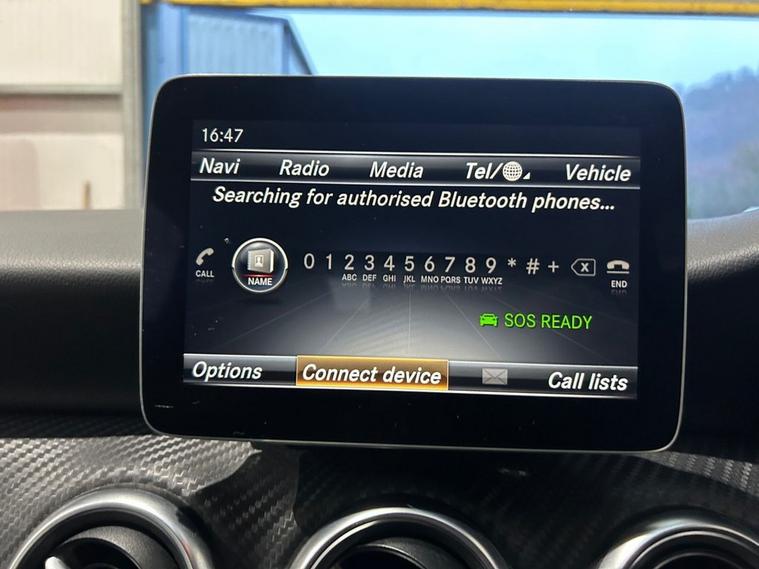 16:47
Navi Radio Media Tel/ Vehicle
Searching for authorised Bluetooth phones...
CALL NAME 0 1 2 ABC 3 DEF 4 GHI 5 JKL 6 MNO 7 PQRS 8 TUV 9 WXYZ * # + END
SOS READY
Options Connect device Call lists